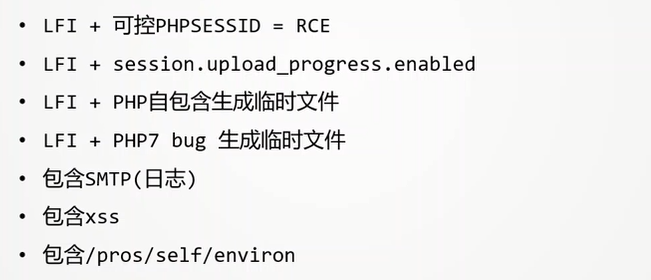 • LFI + 可控PHPSESSID = RCE
• LFI + session.upload_progress.enabled
• LFI + PHP自包含生成临时文件
• LFI + PHP7 bug 生成临时文件
• 包含SMTP(日志)
• 包含xss
• 包含/pros/self/environ